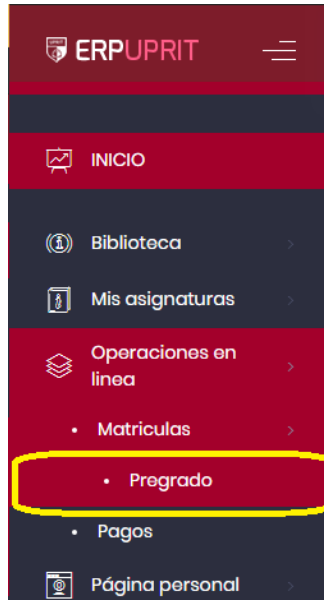 ERPUPRIT
INICIO
Biblioteca
Mis asignaturas
Operaciones en
linea
Matriculas
Pregrado
Pagos
Página personal